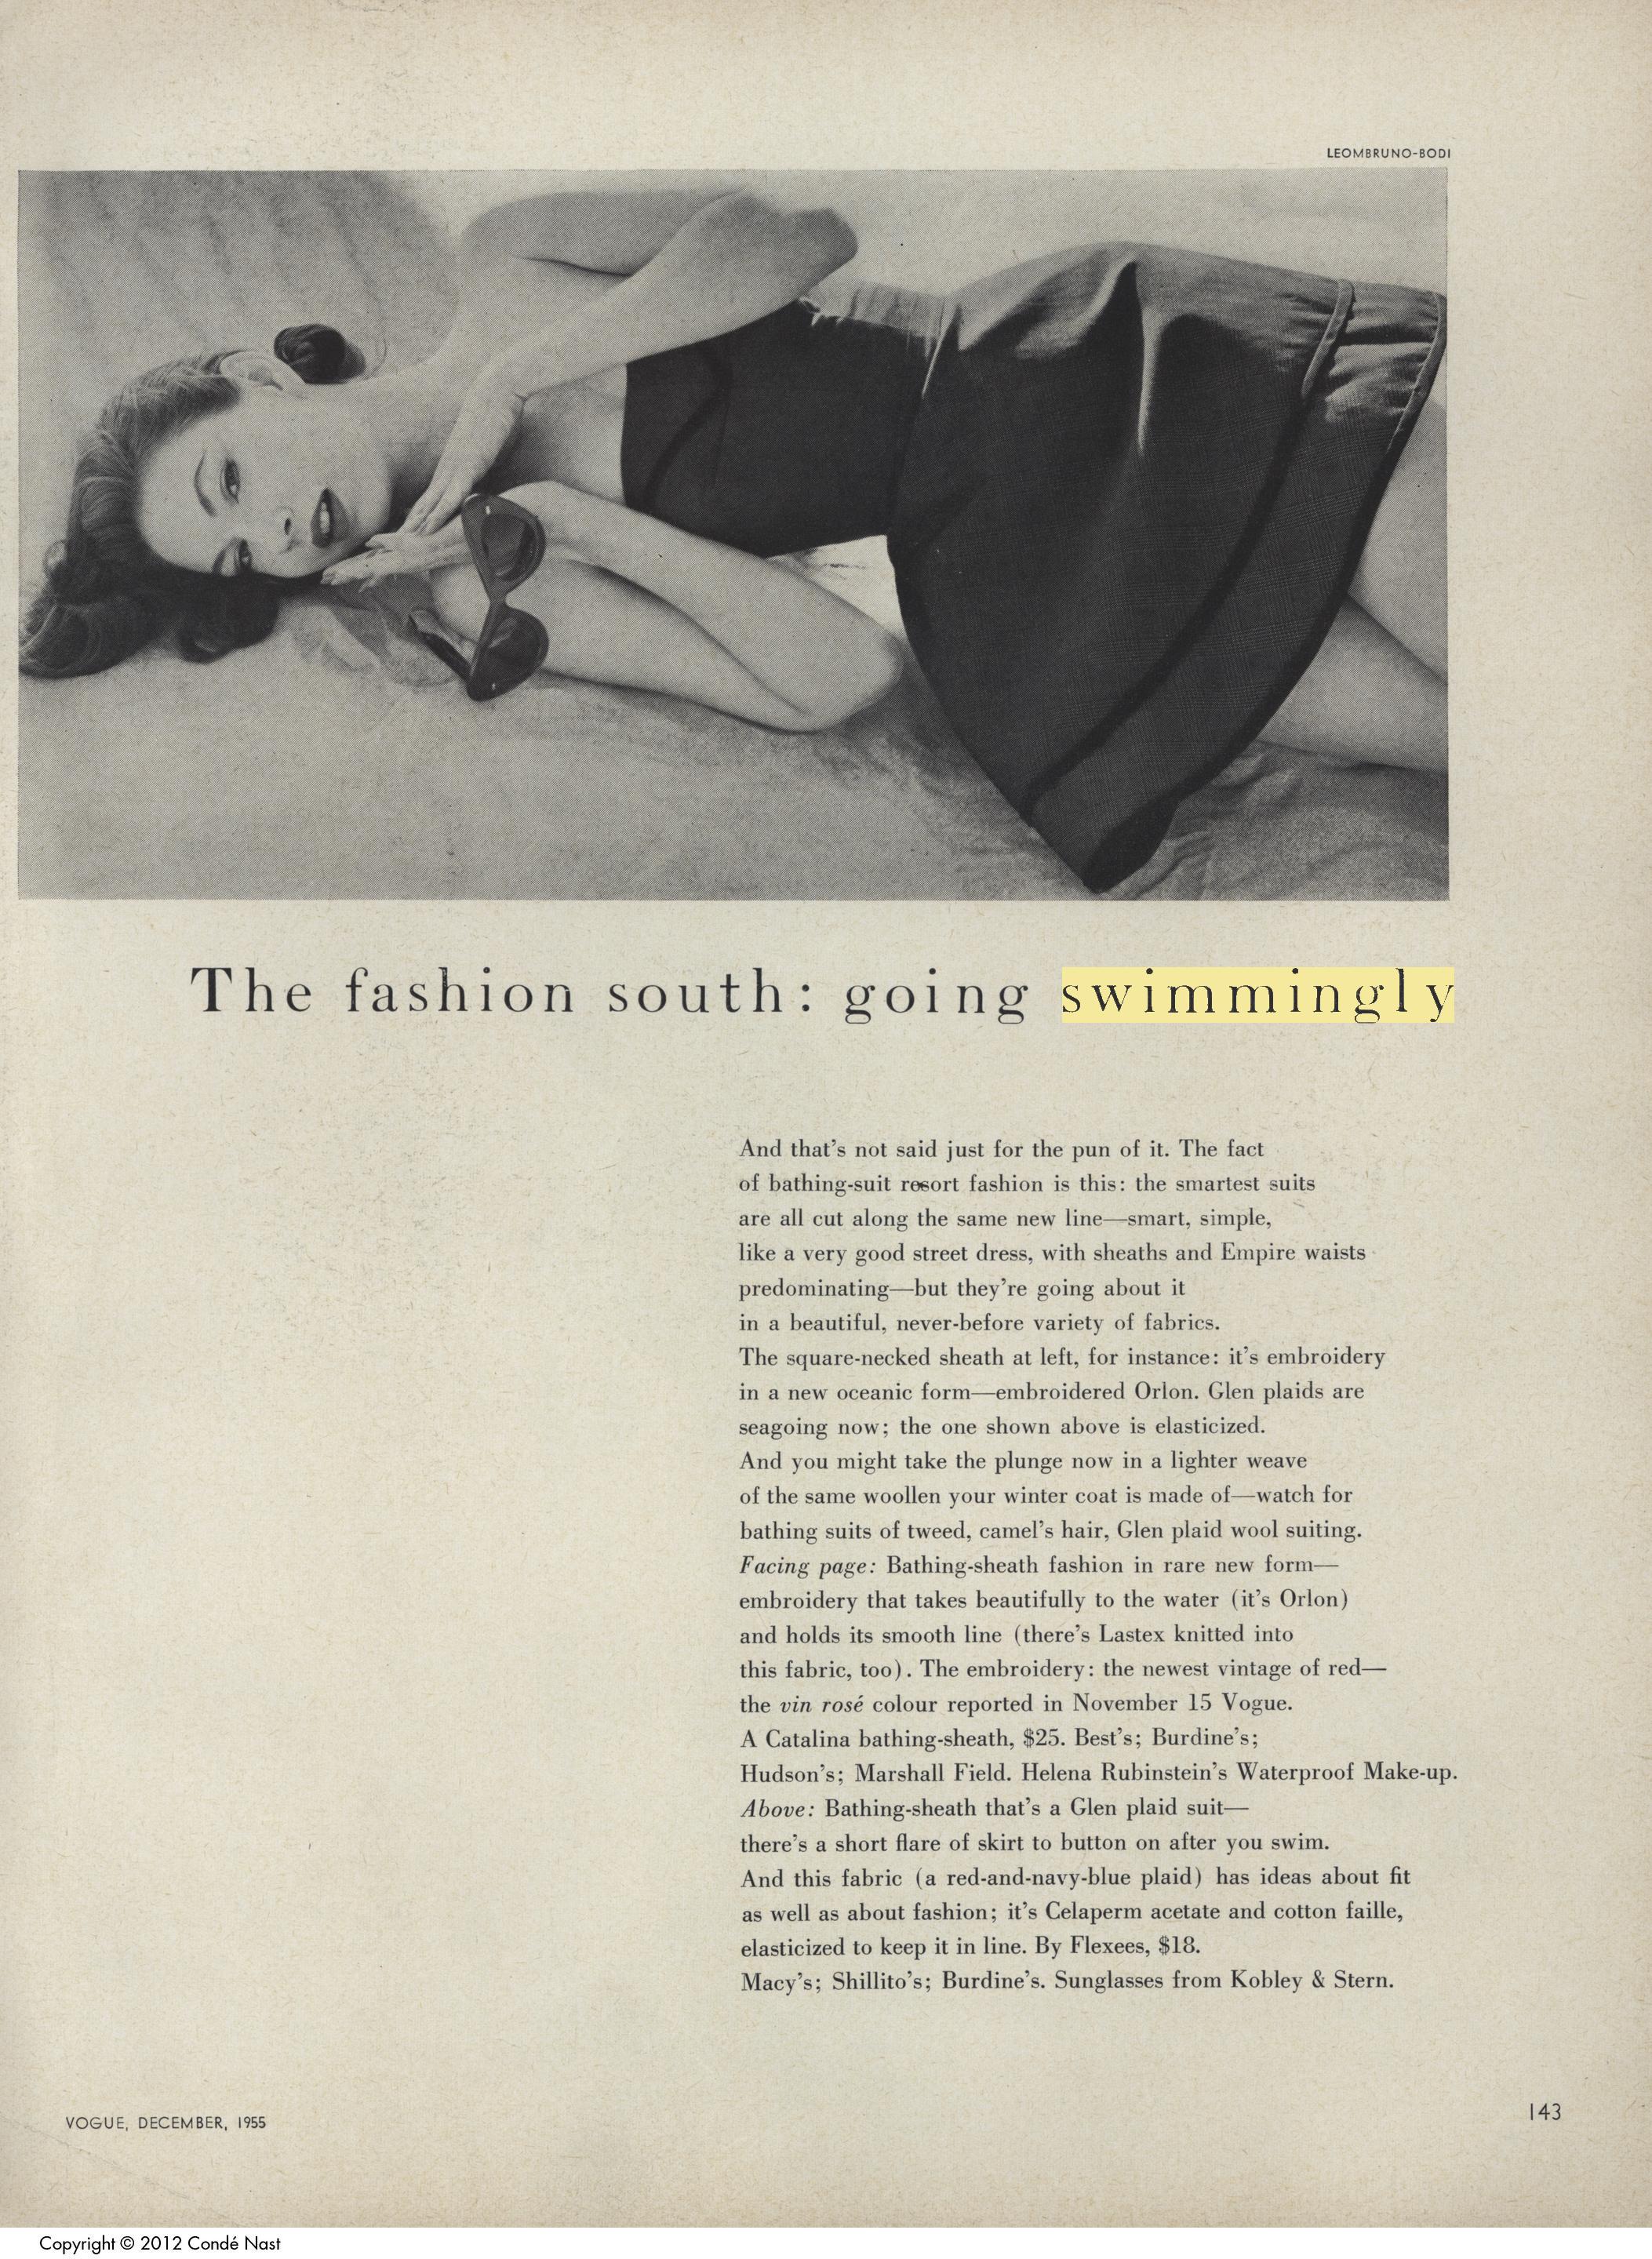 LEOMBRUNO-BODI
The fashion south: going swimmingly
And that's not said just for the pun of it. The fact
of bathing-suit resort fashion is this: the smartest suits
are all cut along the same new line—smart, simple,
like a very good street dress, with sheaths and Empire waists
predominating—but they're going about it
in a beautiful, never-before variety of fabrics.
The square-necked sheath at left, for instance: it's embroidery
in a new oceanic form—embroidered Orlon. Glen plaids are
seagoing now; the one shown above is elasticized.
And you might take the plunge now in a lighter weave
of the same woollen your winter coat is made of—watch for
bathing suits of tweed, camel's hair, Glen plaid wool suiting.
Facing page: Bathing-sheath fashion in rare new form—
embroidery that takes beautifully to the water (it's Orlon)
and holds its smooth line (there's Lastex knitted into
this fabric, too). The embroidery: the newest vintage of red—
the vin rosé colour reported in November 15 Vogue.
A Catalina bathing-sheath, $25. Best's; Burdine's;
Hudson's; Marshall Field. Helena Rubinstein's Waterproof Make-up.
Above: Bathing-sheath that's a Glen plaid suit—
there's a short flare of skirt to button on after you swim.
And this fabric (a red-and-navy-blue plaid) has ideas about fit
as well as about fashion; it's Celaperm acetate and cotton faille,
elasticized to keep it in line. By Flexees, $18.
Macy's; Shillito's; Burdine's. Sunglasses from Kobley & Stern.
VOGUE, DECEMBER, 1955
143
Copyright © 2012 Condé Nast